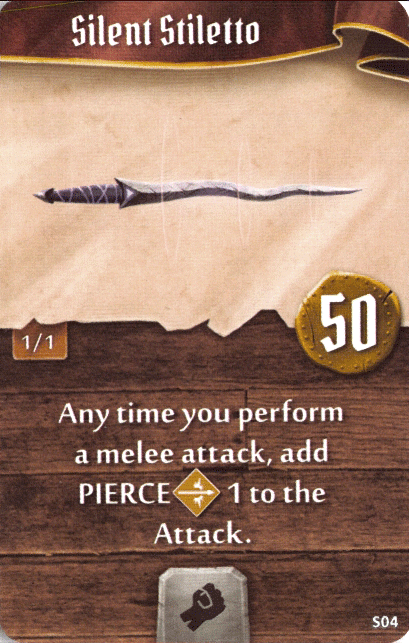 Silent Stiletto
1/1
50
Any time you perform
a melee attack, add
PIERCE 1 to the
Attack.
S04